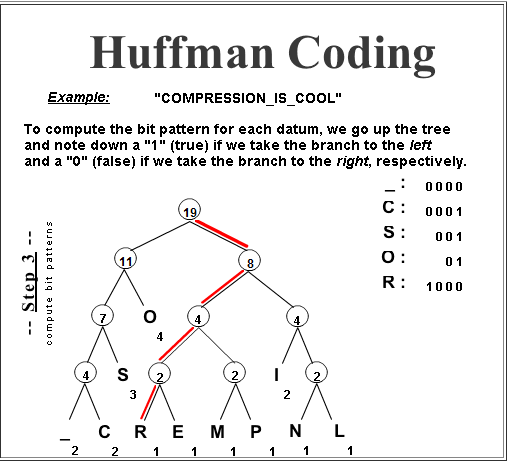 Huffman Coding
Example: "COMPRESSION_IS_COOL"
To compute the bit pattern for each datum, we go up the tree
and note down a "1" (true) if we take the branch to the left
and a "0" (false) if we take the branch to the right, respectively.
_ : 0000
C : 0001
S : 001
O : 01
R : 1000
-- Step 3 --
compute bit patterns
19
11 8
7 O 4 4
4
4 S 2 2 I 2
3 2
_ C R E M P N L
2 2 1 1 1 1 1 1